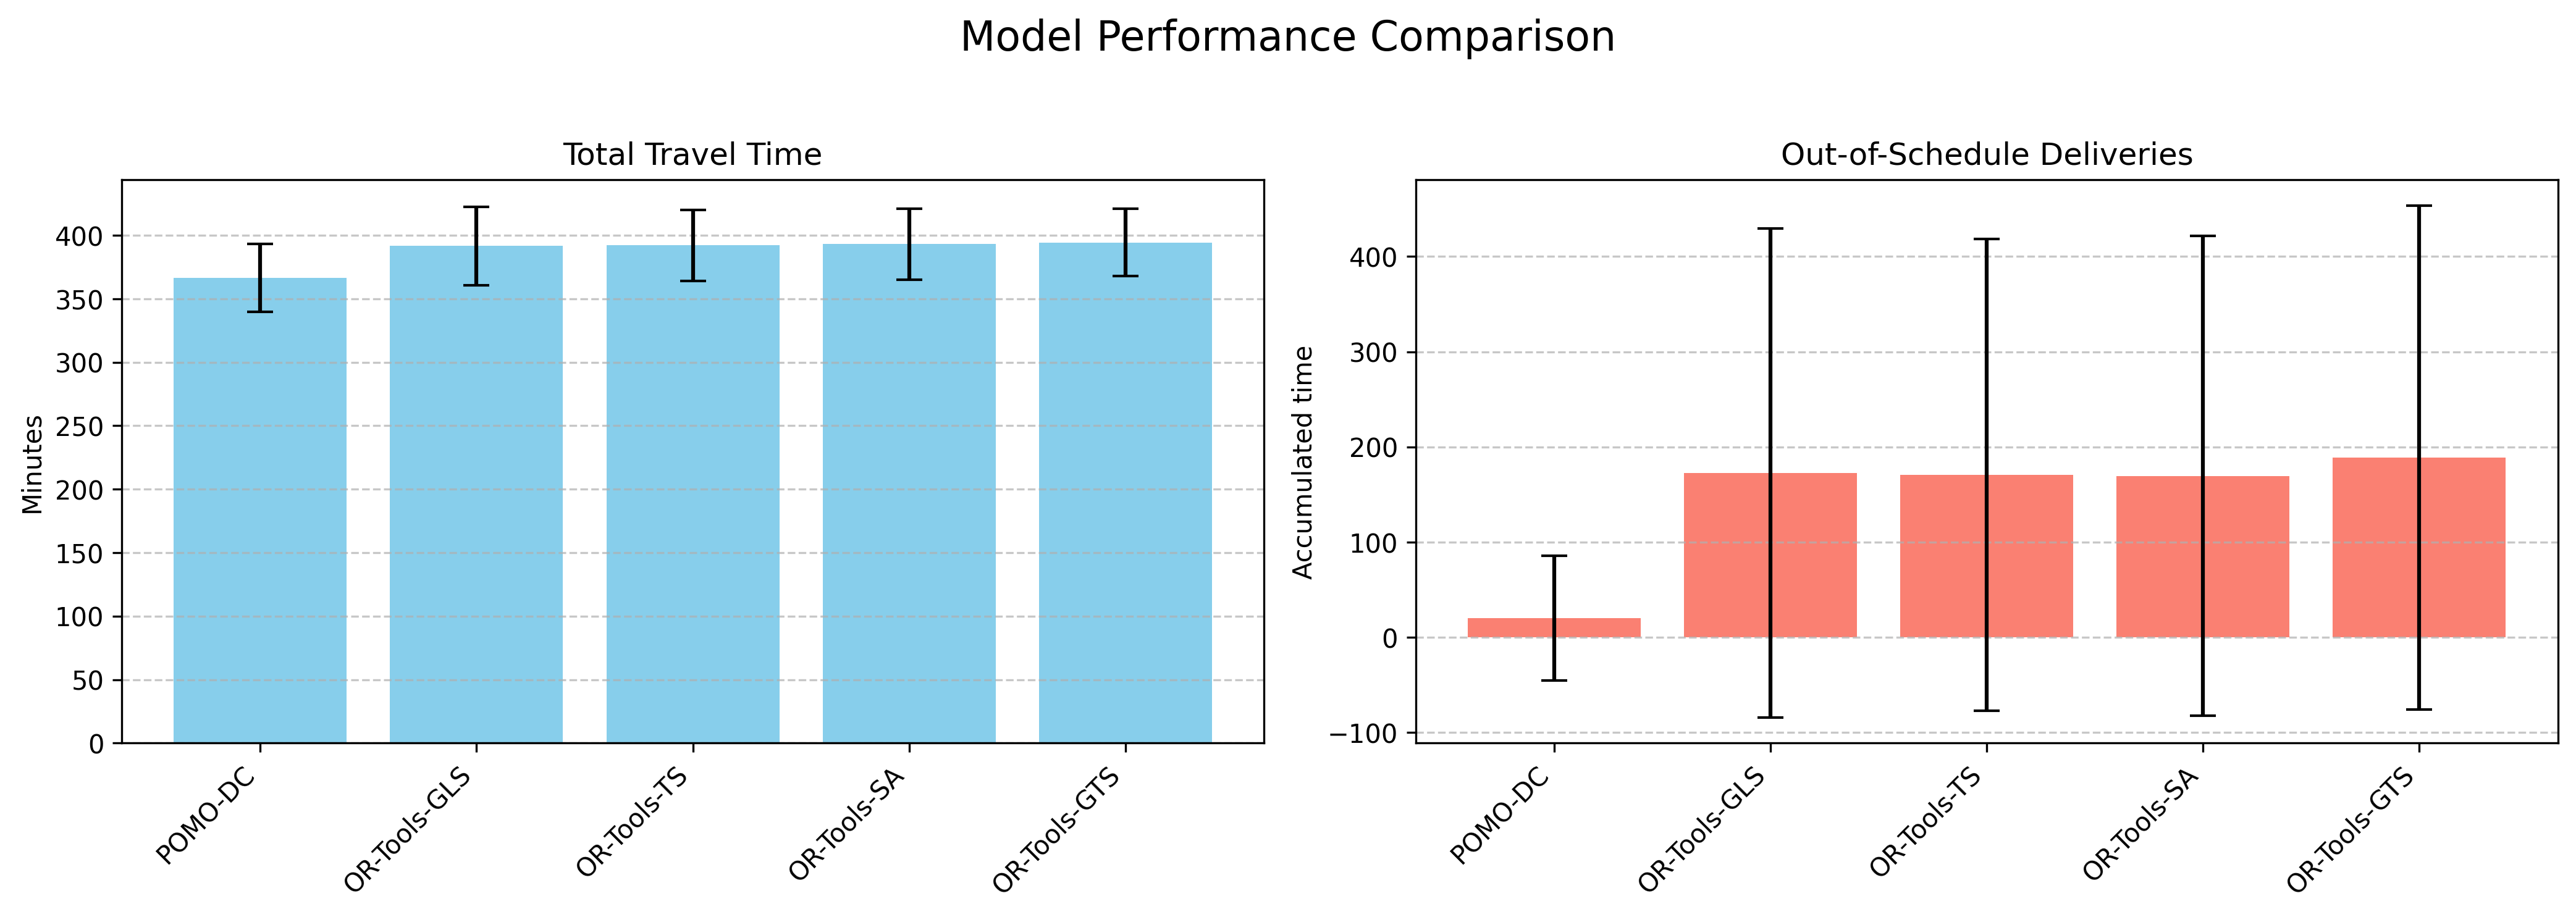 Model Performance Comparison
Total Travel Time
Minutes
400
350
300
250
200
150
100
50
0
POMO-DC
OR-Tools-GLS
OR-Tools-TS
OR-Tools-SA
OR-Tools-GTS
Out-of-Schedule Deliveries
Accumulated time
400
300
200
100
0
−100
POMO-DC
OR-Tools-GLS
OR-Tools-TS
OR-Tools-SA
OR-Tools-GTS